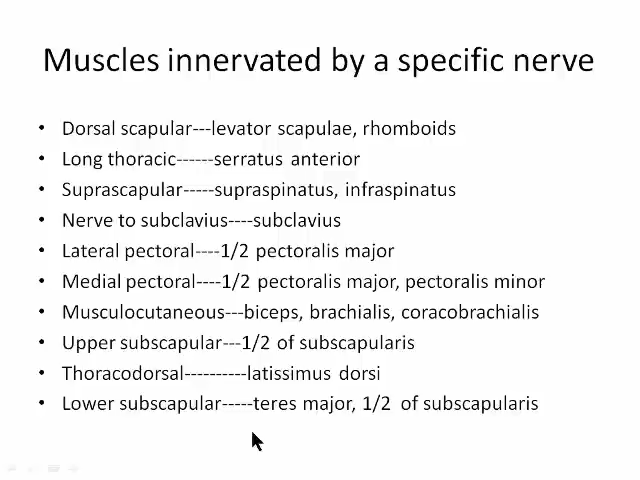 Muscles innervated by a specific nerve
• Dorsal scapular---levator scapulae, rhomboids
• Long thoracic------serratus anterior
• Suprascapular-----supraspinatus, infraspinatus
• Nerve to subclavius----subclavius
• Lateral pectoral----1/2 pectoralis major
• Medial pectoral----1/2 pectoralis major, pectoralis minor
• Musculocutaneous---biceps, brachialis, coracobrachialis
• Upper subscapular---1/2 of subscapularis
• Thoracodorsal----------latissimus dorsi
• Lower subscapular-----teres major, 1/2 of subscapularis